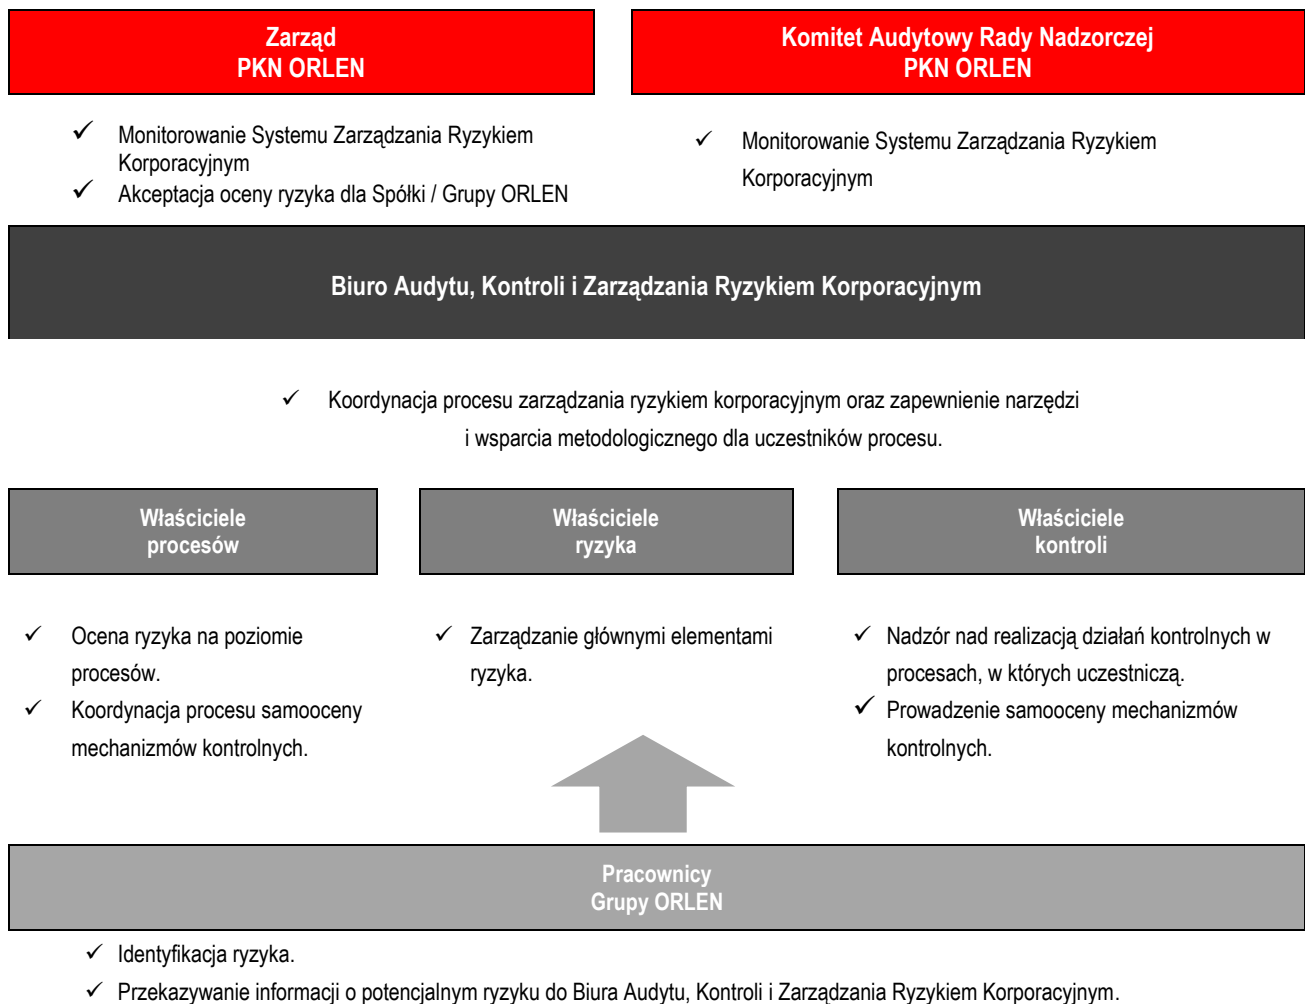 Zarząd
PKN ORLEN
✓ Monitorowanie Systemu Zarządzania Ryzykiem
Korporacyjnym
✓ Akceptacja oceny ryzyka dla Spółki / Grupy ORLEN
Komitet Audytowy Rady Nadzorczej
PKN ORLEN
✓ Monitorowanie Systemu Zarządzania Ryzykiem
Korporacyjnym
Biuro Audytu, Kontroli i Zarządzania Ryzykiem Korporacyjnym
✓ Koordynacja procesu zarządzania ryzykiem korporacyjnym oraz zapewnienie narzędzi
i wsparcia metodologicznego dla uczestników procesu.
Właściciele
procesów
✓ Ocena ryzyka na poziomie
procesów.
✓ Koordynacja procesu samooceny
mechanizmów kontrolnych.
Właściciele
ryzyka
✓ Zarządzanie głównymi elementami
ryzyka.
Właściciele
kontroli
✓ Nadzór nad realizacją działań kontrolnych w
procesach, w których uczestniczą.
✓ Prowadzenie samooceny mechanizmów
kontrolnych.
Pracownicy
Grupy ORLEN
✓ Identyfikacja ryzyka.
✓ Przekazywanie informacji o potencjalnym ryzyku do Biura Audytu, Kontroli i Zarządzania Ryzykiem Korporacyjnym.